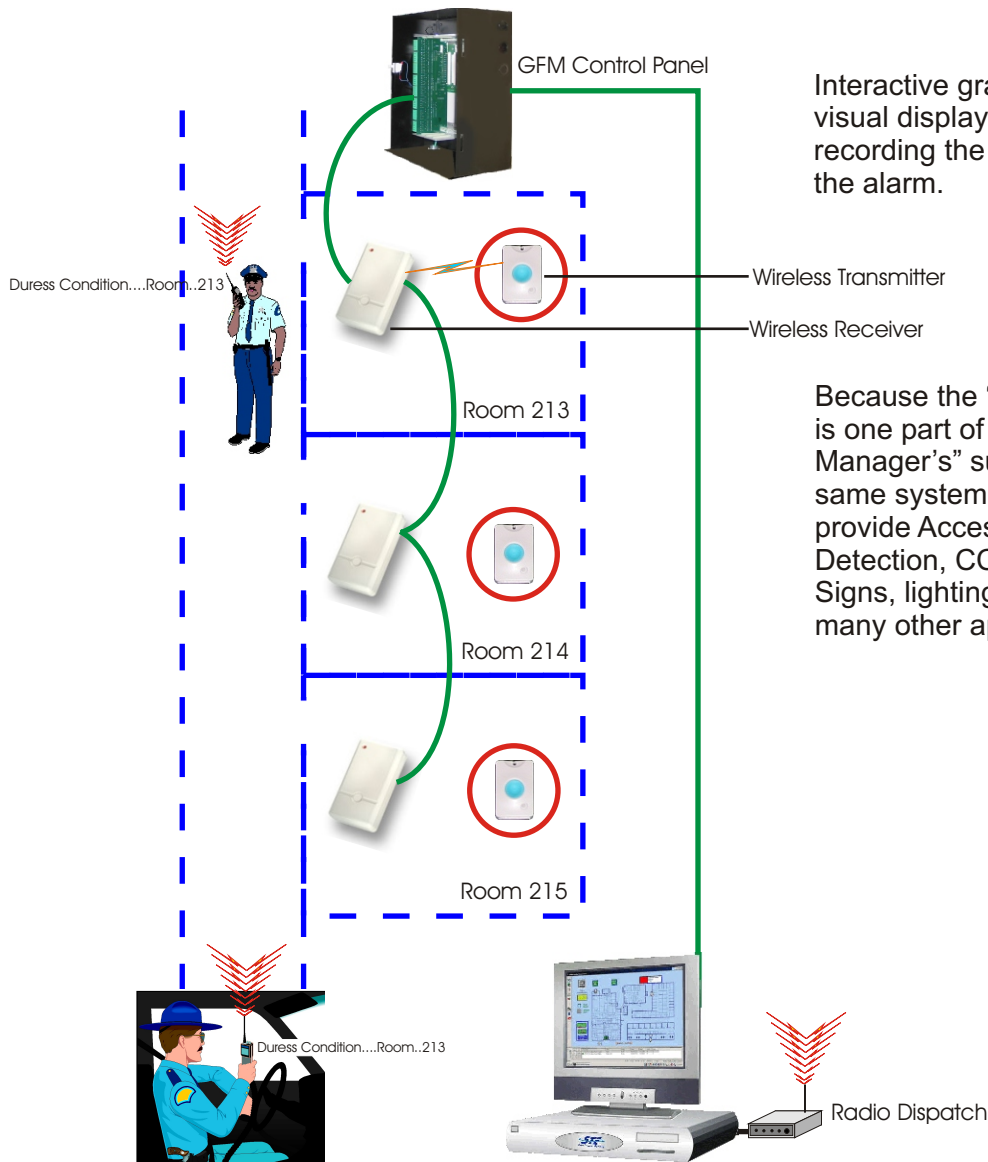 GFM Control Panel
Interactive gra
visual display
recording the
the alarm.
Duress Condition....Room..213
Wireless Transmitter
Wireless Receiver
Room 213
Because the “
is one part of
Manager’s” su
same system
provide Acces
Detection, CC
Signs, lighting
many other ap
Room 214
Room 215
Duress Condition....Room..213
STC
Radio Dispatch